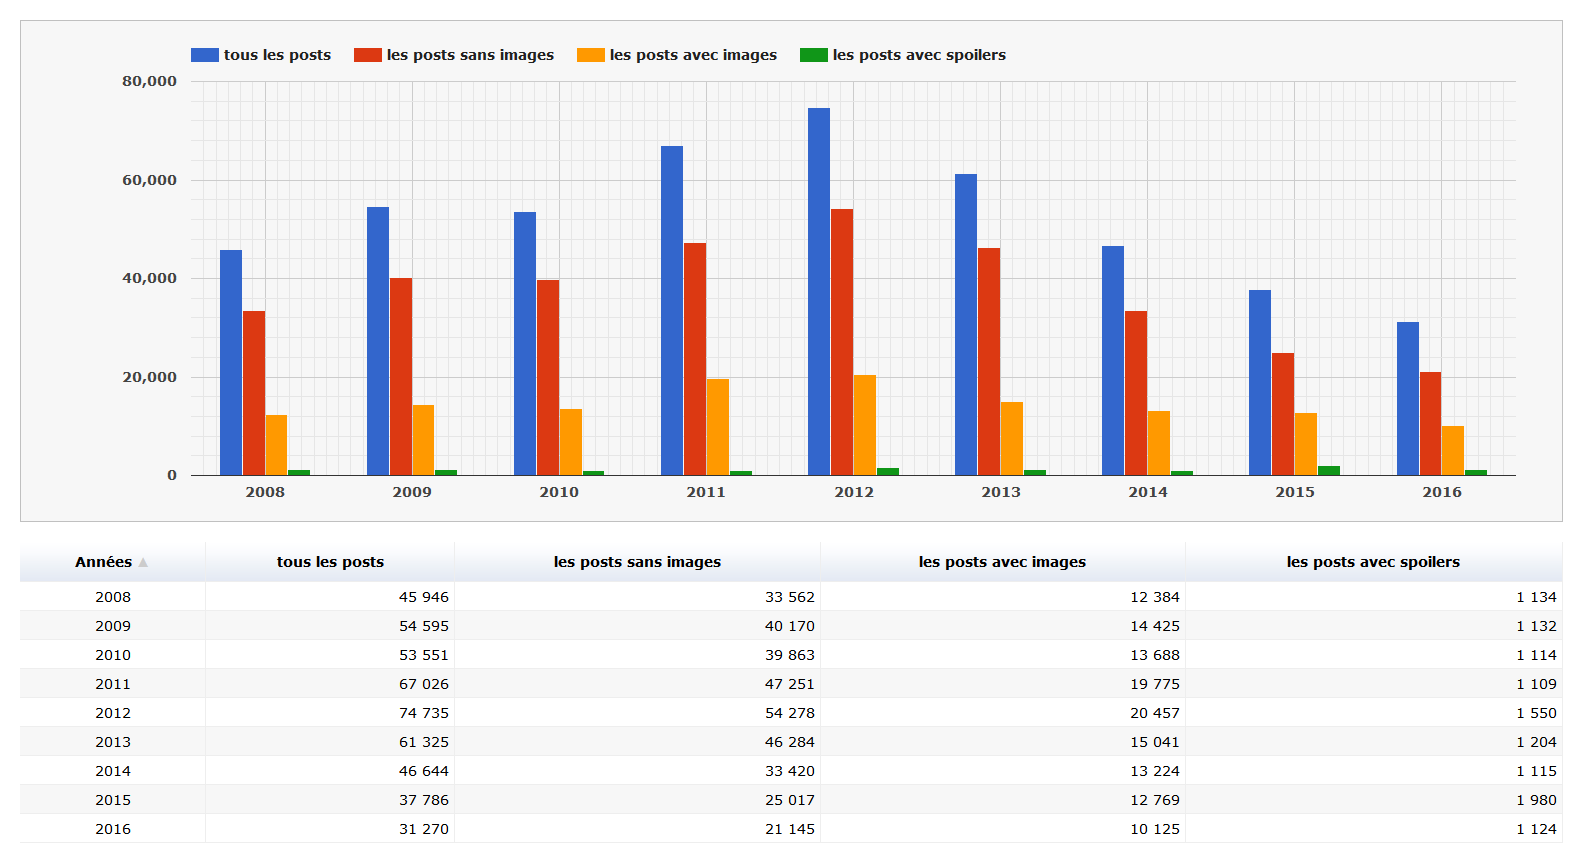 tous les posts les posts sans images les posts avec images les posts avec spoilers
80,000
60,000
40,000
20,000
0
2008 2009 2010 2011 2012 2013 2014 2015 2016
Années tous les posts les posts sans images les posts avec images les posts avec spoilers
2008 45 946 33 562 12 384 1 134
2009 54 595 40 170 14 425 1 132
2010 53 551 39 863 13 688 1 114
2011 67 026 47 251 19 775 1 109
2012 74 735 54 278 20 457 1 550
2013 61 325 46 284 15 041 1 204
2014 46 644 33 420 13 224 1 115
2015 37 786 25 017 12 769 1 980
2016 31 270 21 145 10 125 1 124